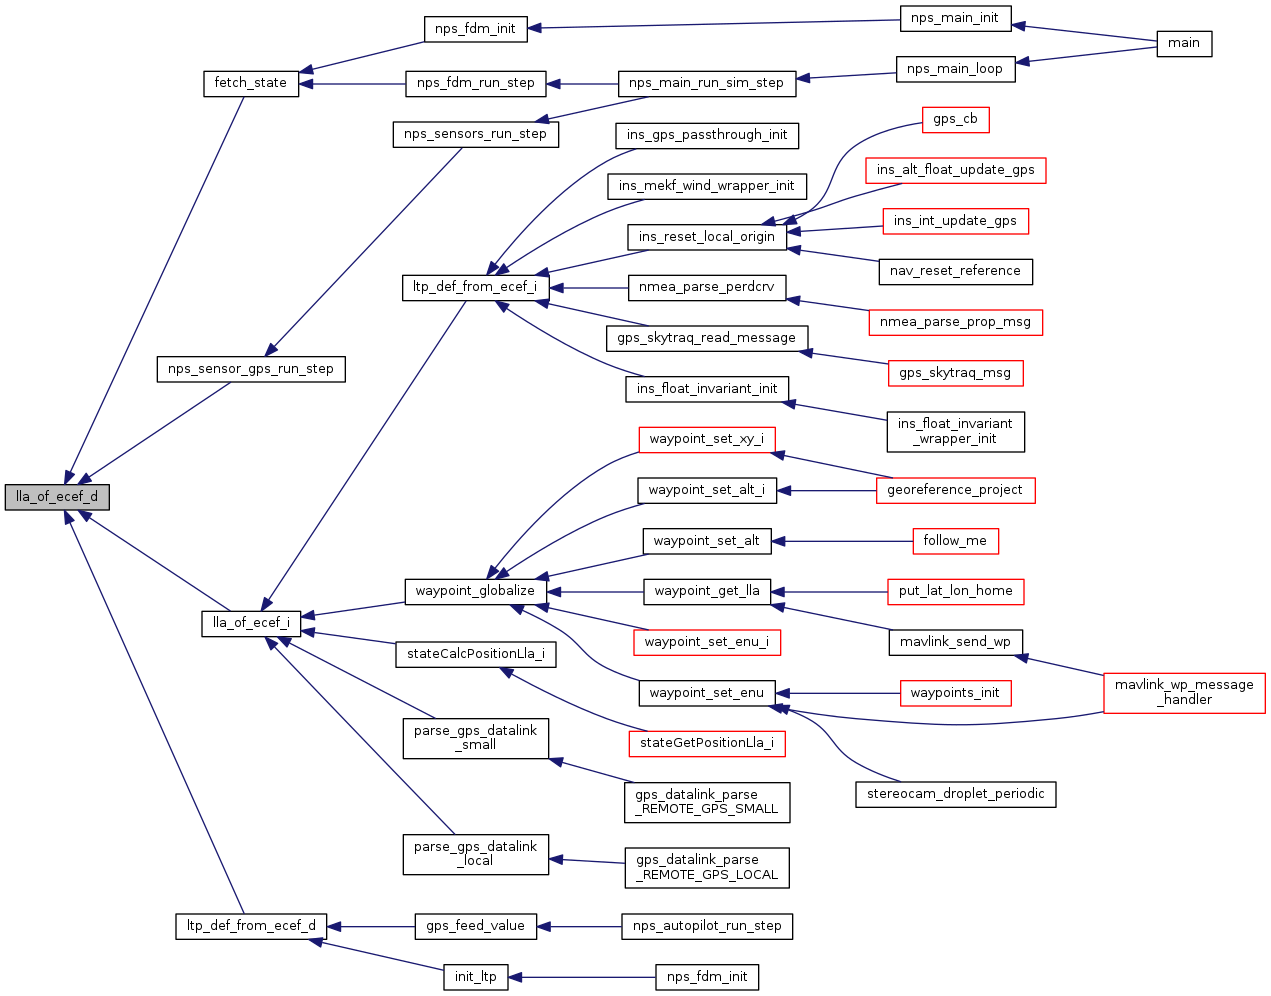 nps_fdm_init
nps_main_init
main
fetch_state
nps_fdm_run_step
nps_main_run_sim_step
nps_main_loop
nps_sensors_run_step
ins_gps_passthrough_init
gps_cb
ins_mekf_wind_wrapper_init
ins_alt_float_update_gps
ins_reset_local_origin
ins_int_update_gps
nav_reset_reference
ltp_def_from_ecef_i
nmea_parse_perdcrv
nmea_parse_prop_msg
gps_skytraq_read_message
gps_skytraq_msg
nps_sensor_gps_run_step
ins_float_invariant_init
ins_float_invariant
_wrapper_init
waypoint_set_xy_i
lla_of_ecef_d
waypoint_set_alt_i
georeference_project
waypoint_set_alt
follow_me
waypoint_globalize
waypoint_get_lla
put_lat_lon_home
lla_of_ecef_i
waypoint_set_enu_i
mavlink_send_wp
stateCalcPositionLla_i
waypoint_set_enu
waypoints_init
mavlink_wp_message
_handler
parse_gps_datalink
_small
stateGetPositionLla_i
gps_datalink_parse
_REMOTE_GPS_SMALL
stereocam_droplet_periodic
parse_gps_datalink
_local
gps_datalink_parse
_REMOTE_GPS_LOCAL
ltp_def_from_ecef_d
gps_feed_value
nps_autopilot_run_step
init_ltp
nps_fdm_init